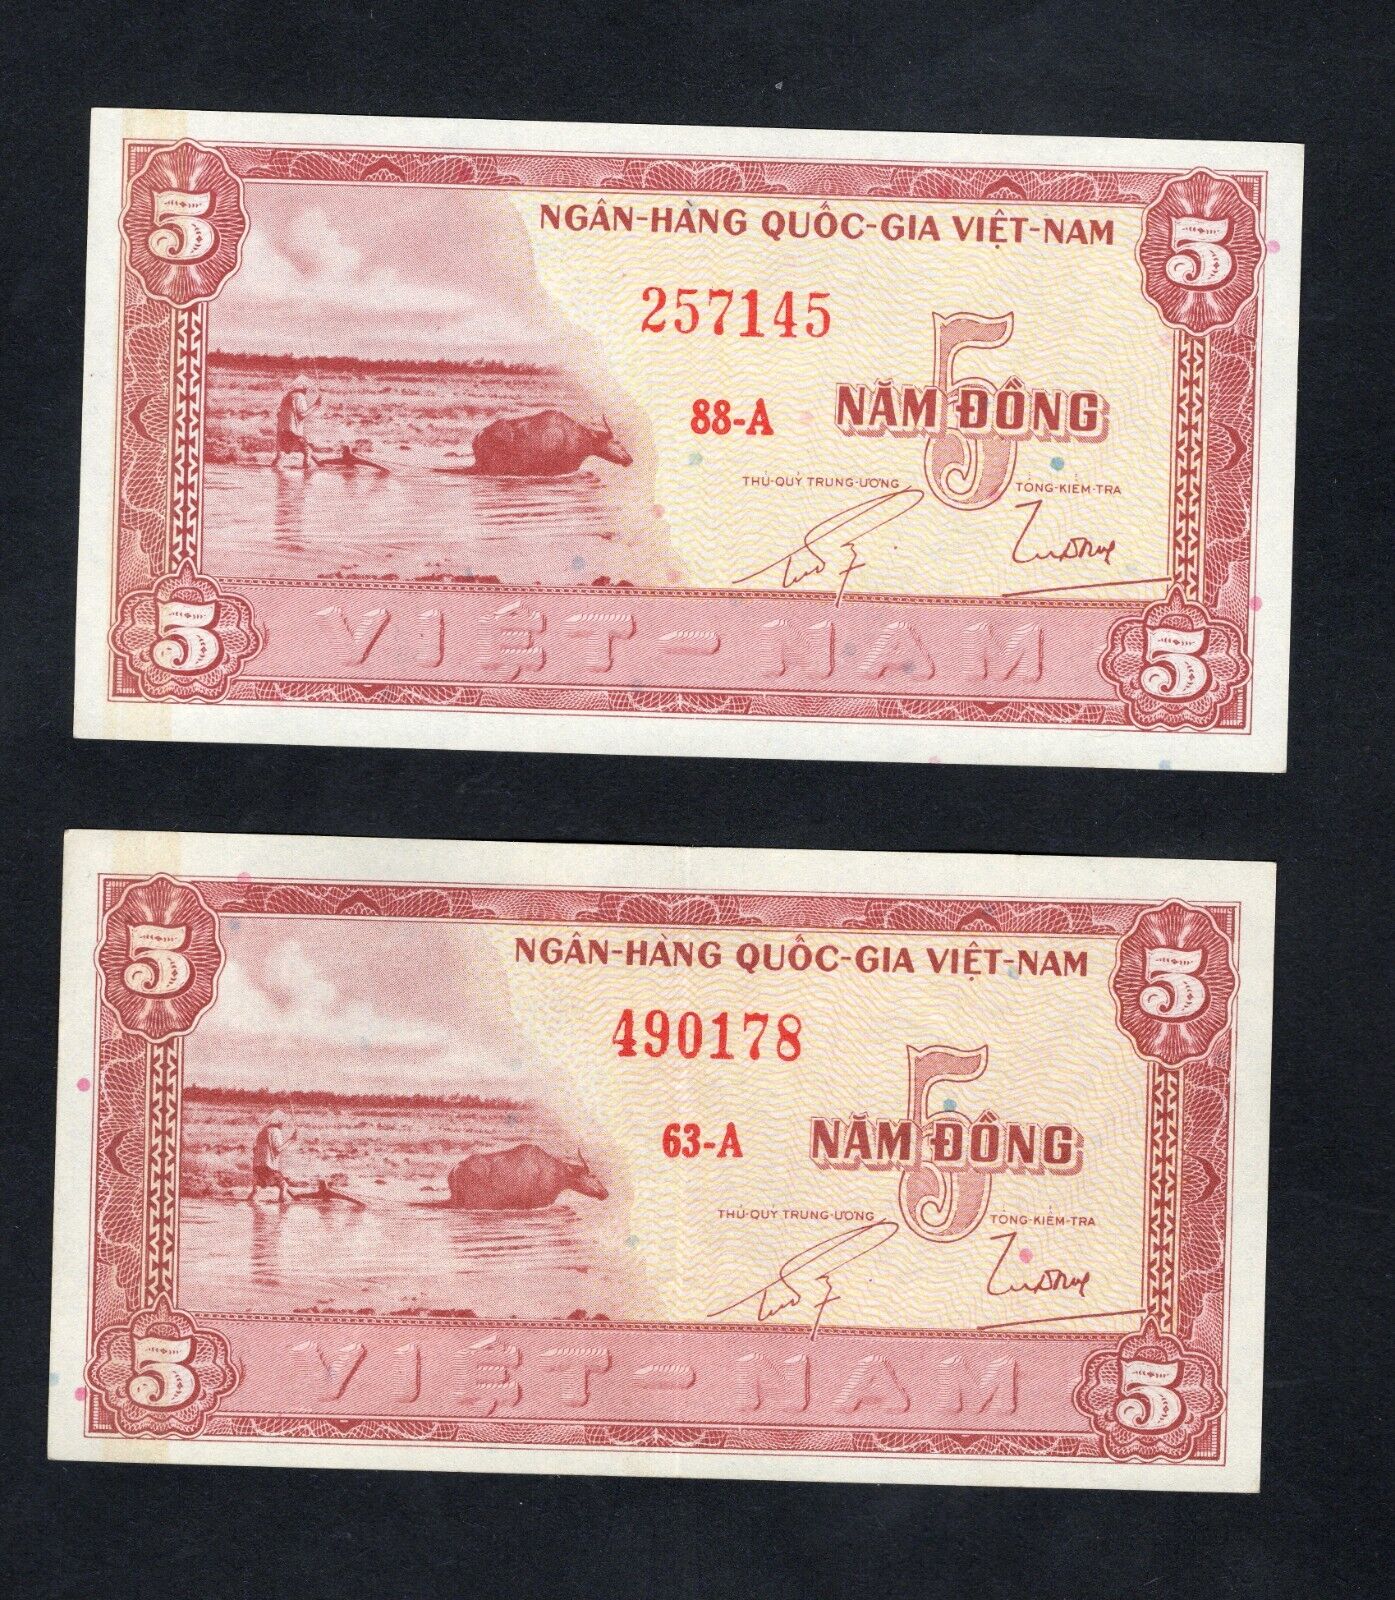 5
5
NGÂN-HÀNG QUỐC-GIA VIỆT-NAM
257145
5
88-A
NĂM ĐỒNG
THỦ-QUỸ TRUNG-ƯƠNG
TỔNG-KIỂM-TRA
5
VIỆT-NAM
5
5
5
NGÂN-HÀNG QUỐC-GIA VIỆT-NAM
490178
5
63-A
NĂM ĐỒNG
THỦ-QUỸ TRUNG-ƯƠNG
TỔNG-KIỂM-TRA
5
VIỆT-NAM
5